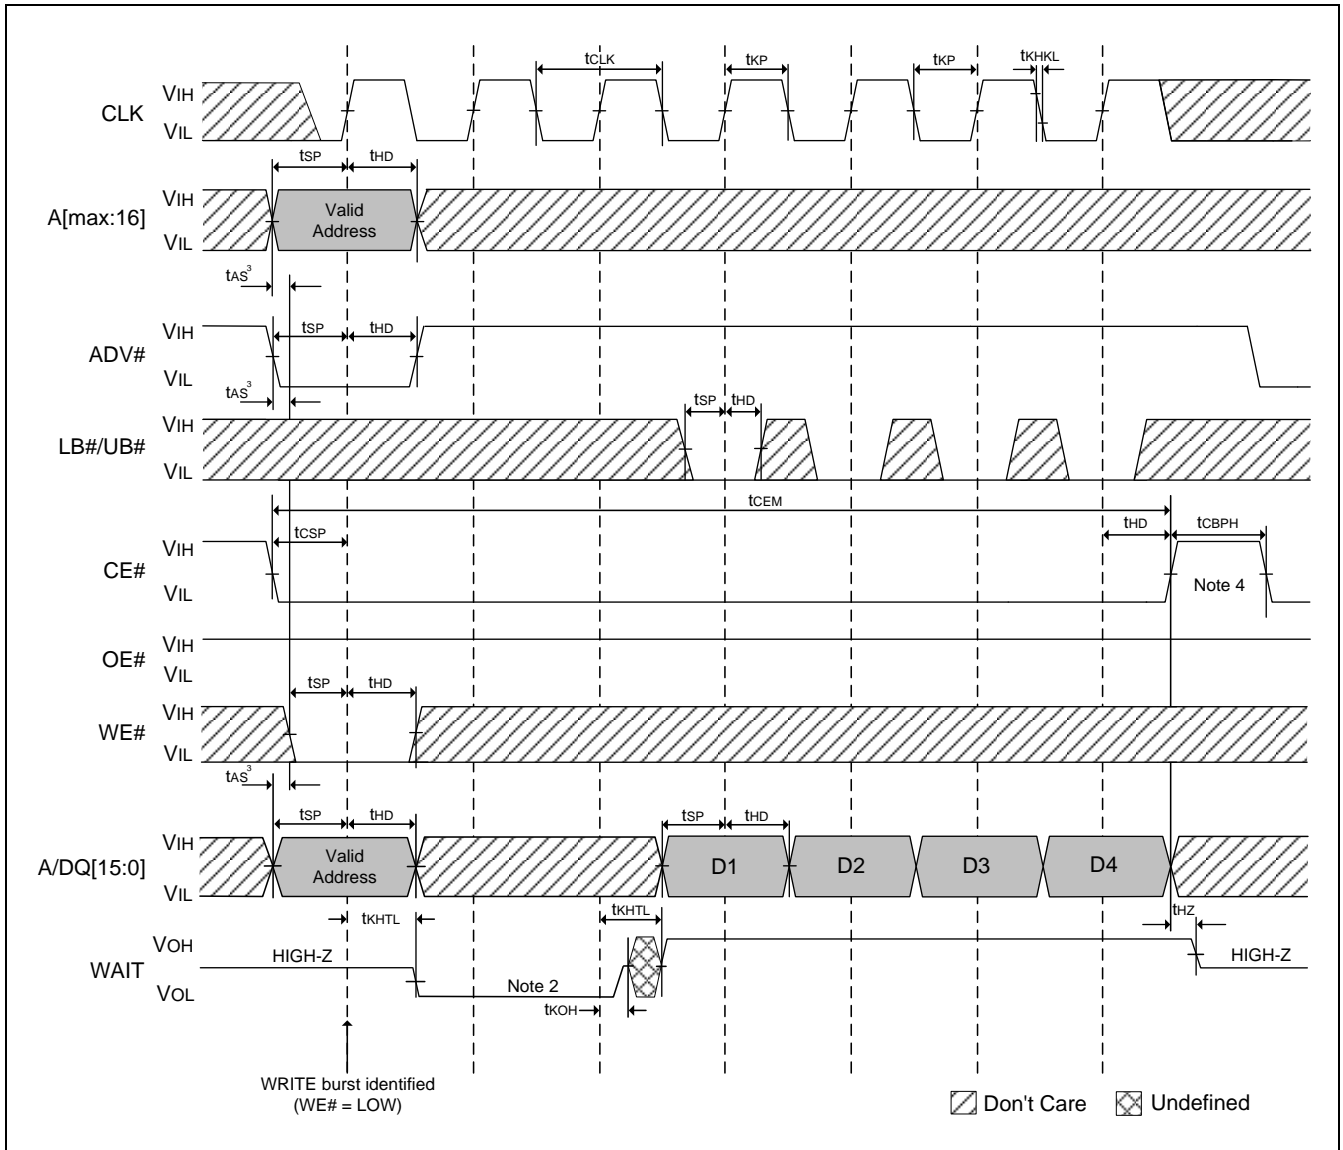 tCLK tKP tKP tKHKL
CLK VIH
VIL
tSP tHD
A[max:16] VIH
VIL
Valid
Address
tAS3
ADV# VIH
VIL
tSP tHD
tAS3
LB#/UB# VIH
VIL
tSP tHD
tCEM
tCSP tHD tCBPH
CE# VIH
VIL
Note 4
OE# VIH
VIL
tSP tHD
WE# VIH
VIL
tAS3
tSP tHD tSP tHD
A/DQ[15:0] VIH
VIL
Valid
Address
D1 D2 D3 D4
tKHTL tKHTL tHZ
WAIT VOH
VOL
HIGH-Z Note 2 HIGH-Z
tKOH
WRITE burst identified
(WE# = LOW)
Don't Care Undefined